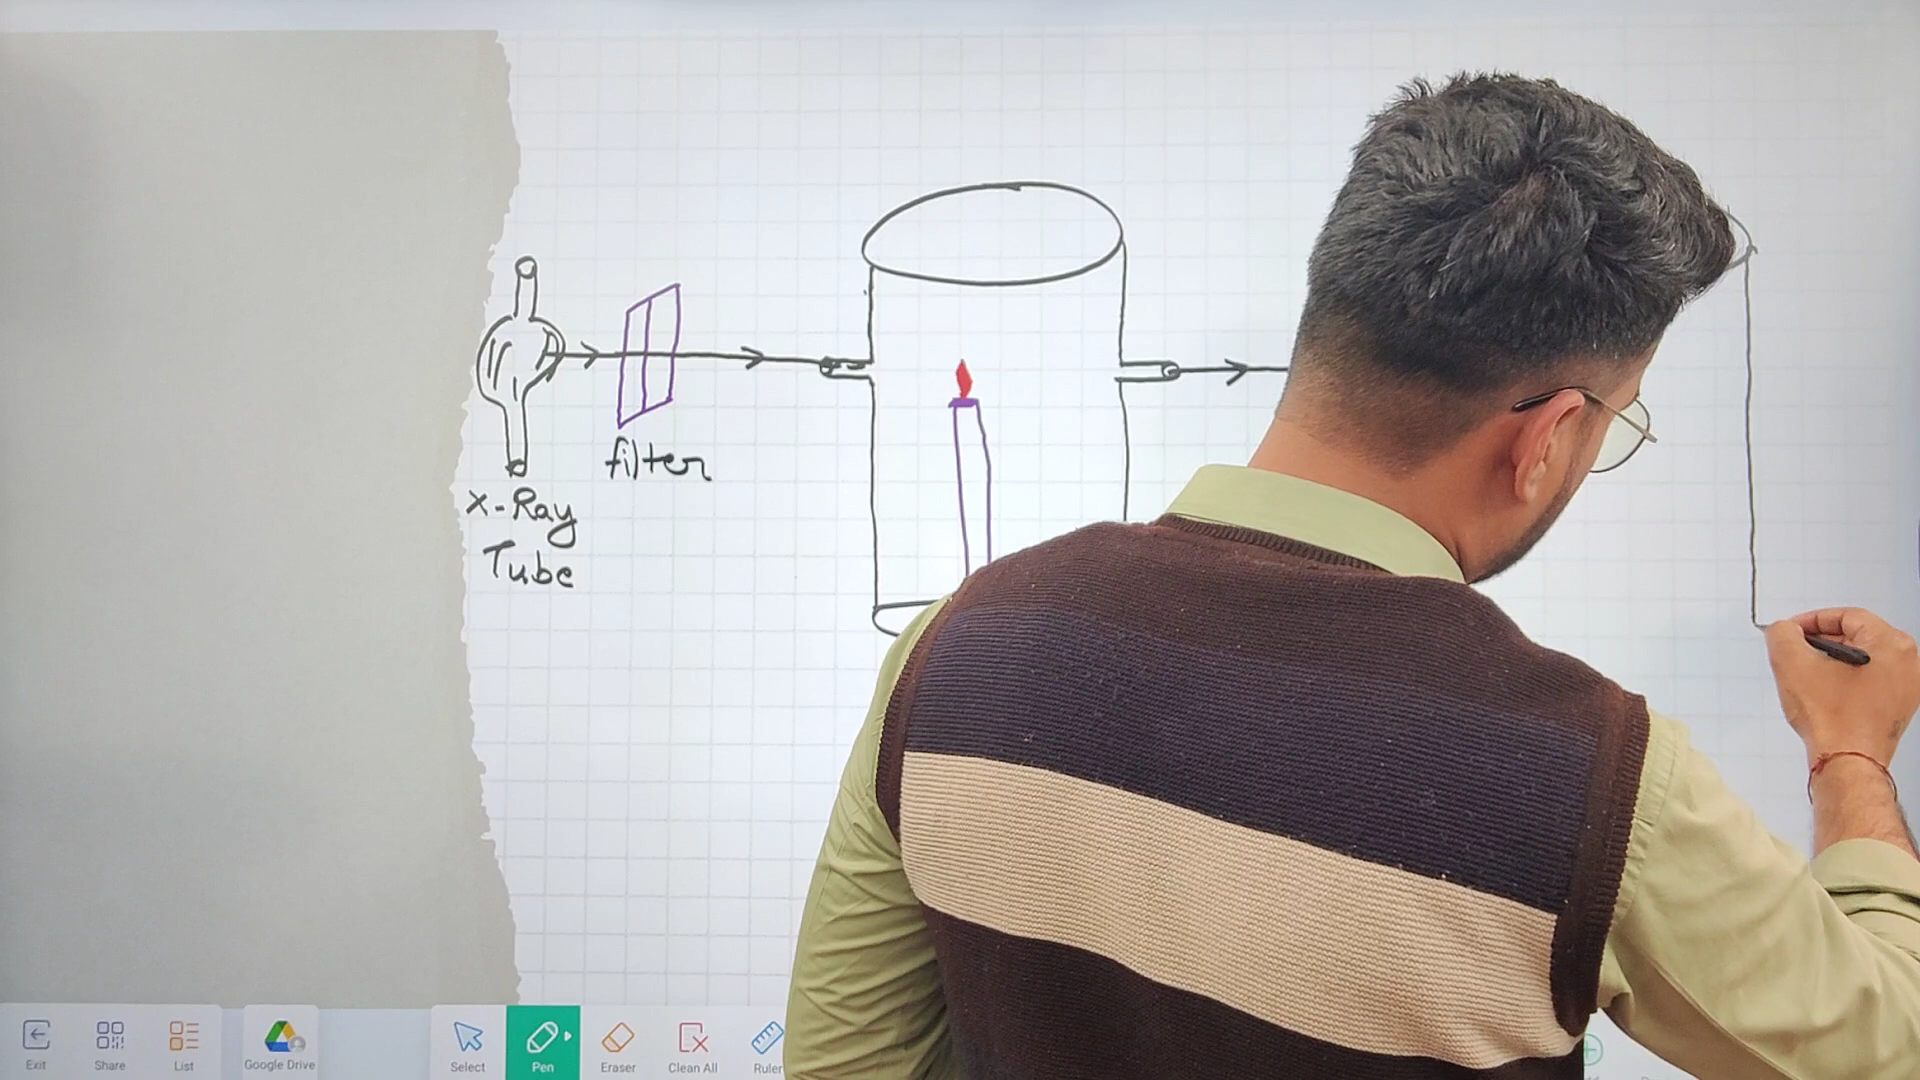 filter
X-Ray
Tube
Exit
Share
List
Google Drive
Select
Pen
Eraser
Clean All
Ruler